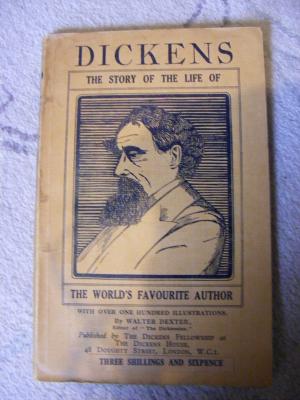 DICKENS
THE STORY OF THE LIFE OF
THE WORLD'S FAVOURITE AUTHOR
WITH OVER ONE HUNDRED ILLUSTRATIONS.
By WALTER DEXTER,
Editor of "The Dickensian."
Published by THE DICKENS FELLOWSHIP at
THE DICKENS HOUSE,
48 DOUGHTY STREET, LONDON, W.C.1.
THREE SHILLINGS AND SIXPENCE